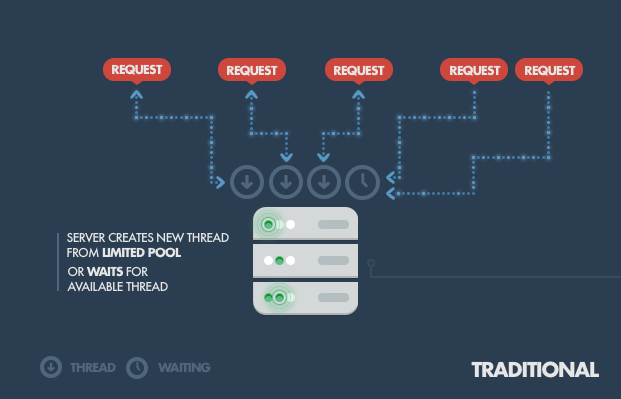 REQUEST REQUEST REQUEST REQUEST REQUEST
SERVER CREATES NEW THREAD
FROM LIMITED POOL
OR WAITS FOR
AVAILABLE THREAD
THREAD WAITING
TRADITIONAL